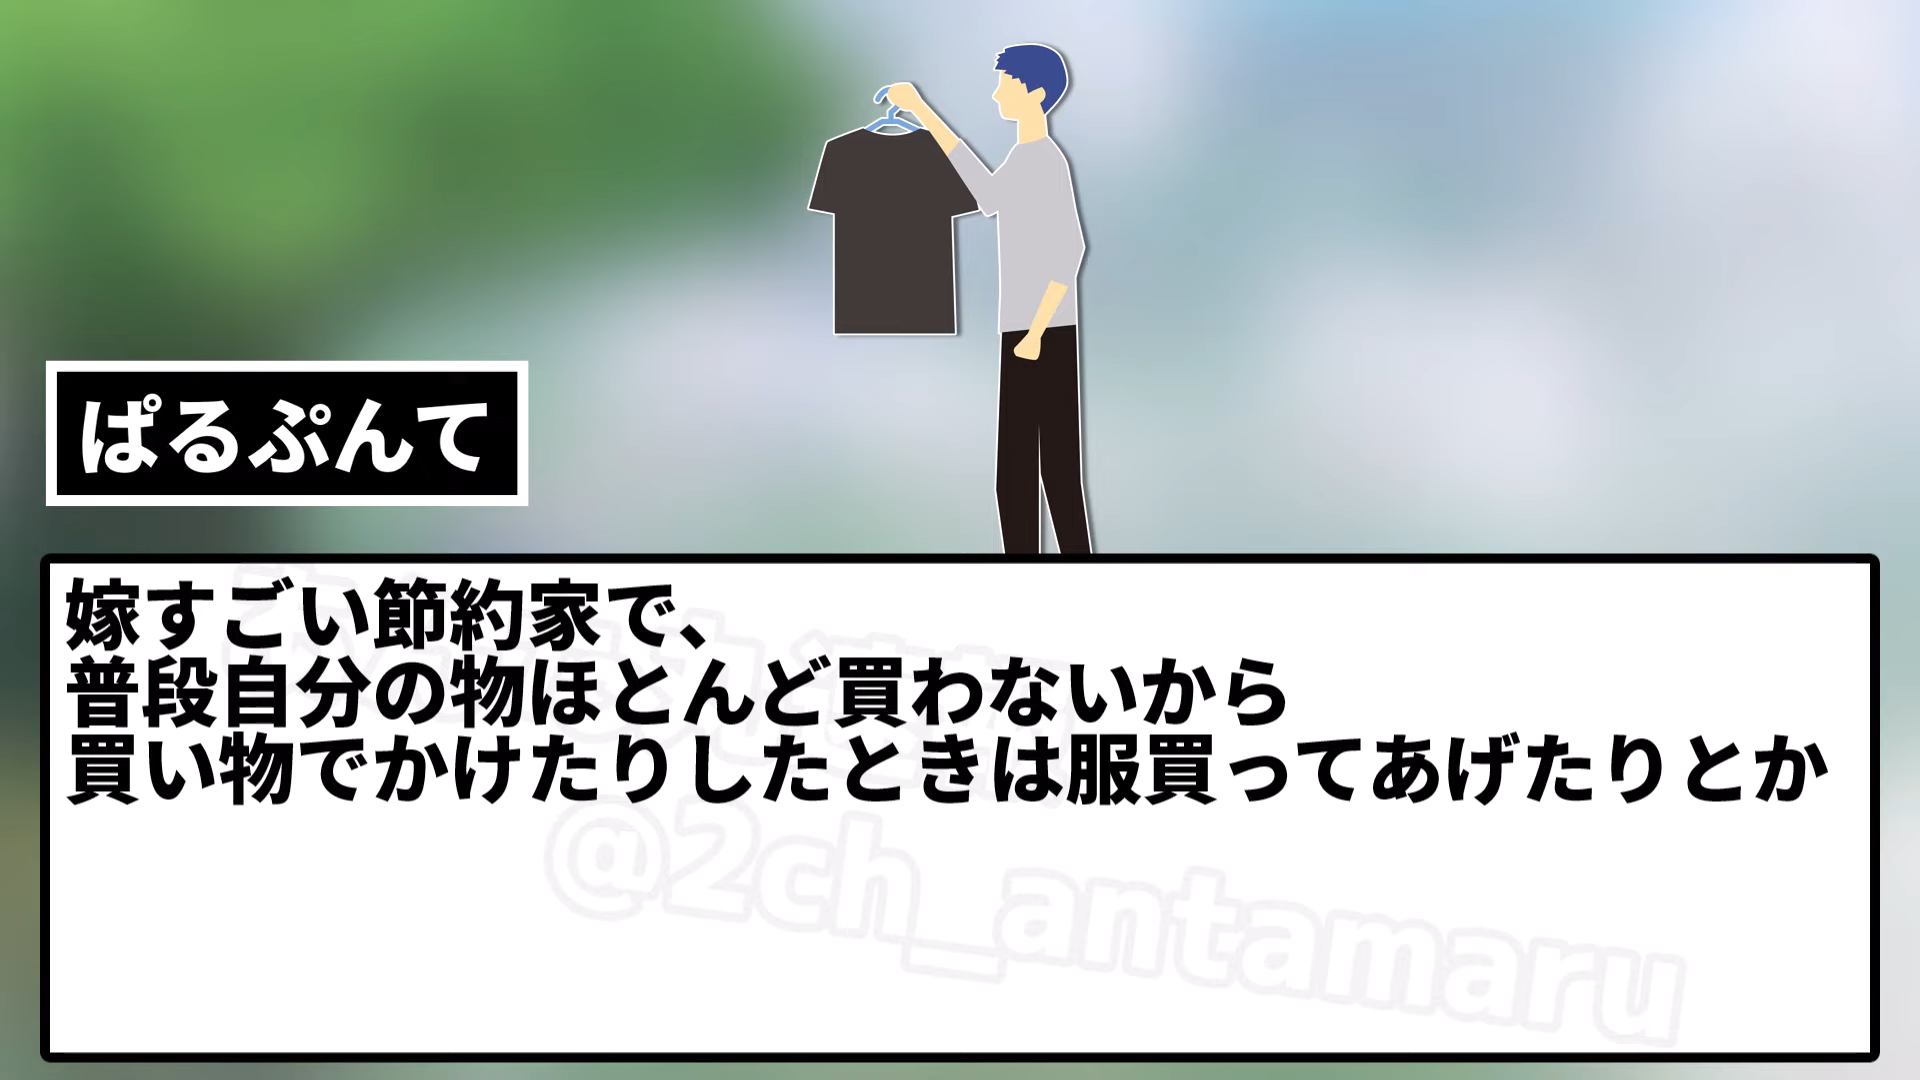 ぱるぷんて
嫁すごい節約家で、
普段自分の物ほとんど買わないから
買い物でかけたりしたときは服買ってあげたりとか
@2ch_antamaru